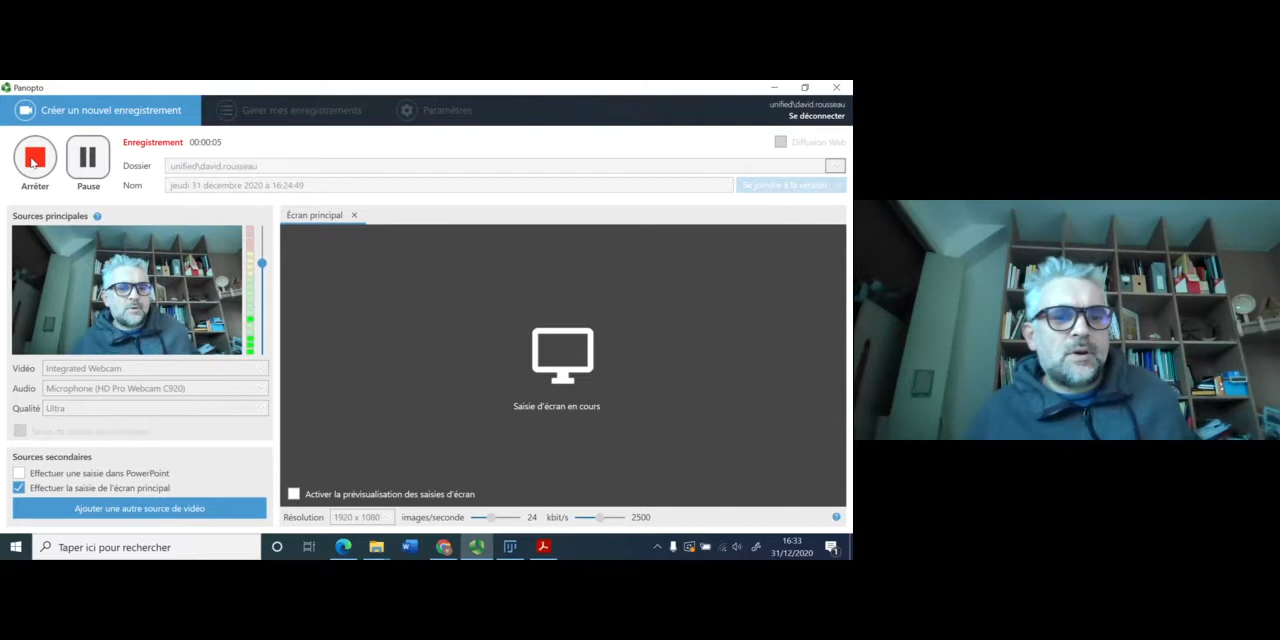 Panopto
Créer un nouvel enregistrement
Gérer mes enregistrements
Paramètres
unified\david.rousseau
Se déconnecter
Enregistrement 00:00:05
Diffusion Web
Dossier unified\david.rousseau
Arrêter Pause
Nom jeudi 31 décembre 2020 à 16:24:49
Se joindre à la session
Sources principales
Écran principal
Vidéo Integrated Webcam
Audio Microphone (HD Pro Webcam C920)
Qualité Ultra
Saisie d'écran en cours
Sources secondaires
Effectuer une saisie dans PowerPoint
Effectuer la saisie de l'écran principal
Ajouter une autre source de vidéo
Activer la prévisualisation des saisies d'écran
Résolution 1920 x 1080 images/seconde 24 kbit/s 2500
Taper ici pour rechercher
16:33
31/12/2020